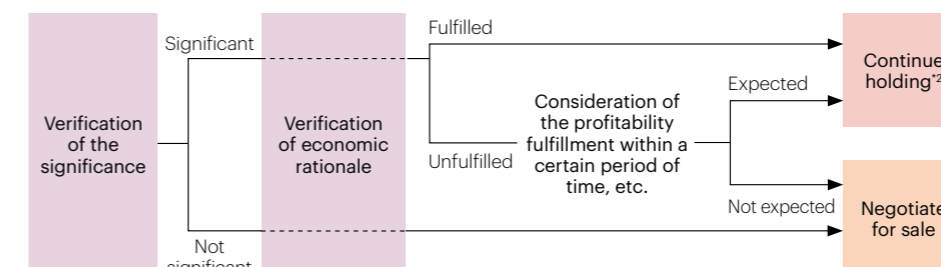 Verification
of the
significance
Significant
Not
significant
Verification
of economic
rationale
Fulfilled
Unfulfilled
Consideration of
the profitability
fulfillment within a
certain period of
time, etc.
Expected
Not expected
Continue
holding*2
Negotiate
for sale